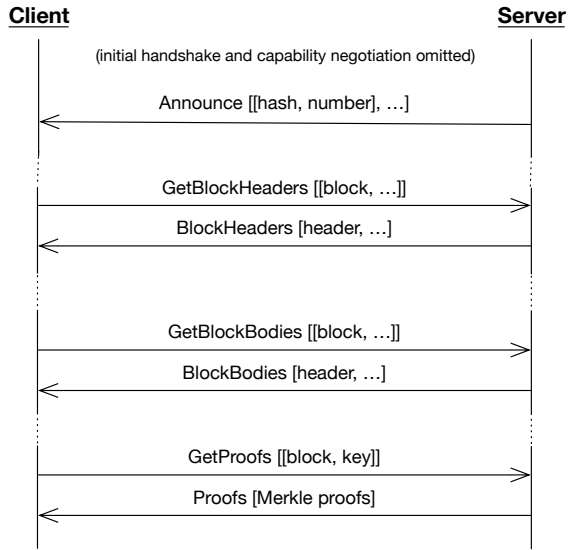 Client Server
(initial handshake and capability negotiation omitted)
Announce [[hash, number], …]
GetBlockHeaders [[block, …]]
BlockHeaders [header, …]
GetBlockBodies [[block, …]]
BlockBodies [header, …]
GetProofs [[block, key]]
Proofs [Merkle proofs]